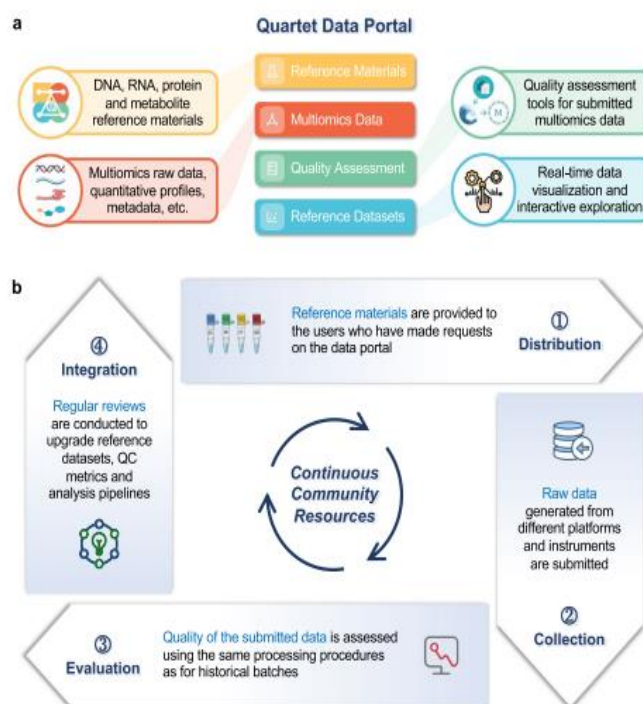 a
Quartet Data Portal
DNA, RNA, protein
and metabolite
reference materials
Reference Materials
Quality assessment
tools for submitted
multiomics data
M
Multiomics Data
Multiomics raw data,
quantitative profiles,
metadata, etc.
Quality Assessment
Real-time data
visualization and
interactive exploration
Reference Datasets
b
Reference materials are provided to
the users who have made requests
on the data portal
①
Distribution
④
Integration
Regular reviews
are conducted to
upgrade reference
datasets, QC
metrics and
analysis pipelines
Continuous
Community
Resources
Raw data
generated from
different platforms
and instruments
are submitted
②
Collection
③
Evaluation
Quality of the submitted data is assessed
using the same processing procedures
as for historical batches